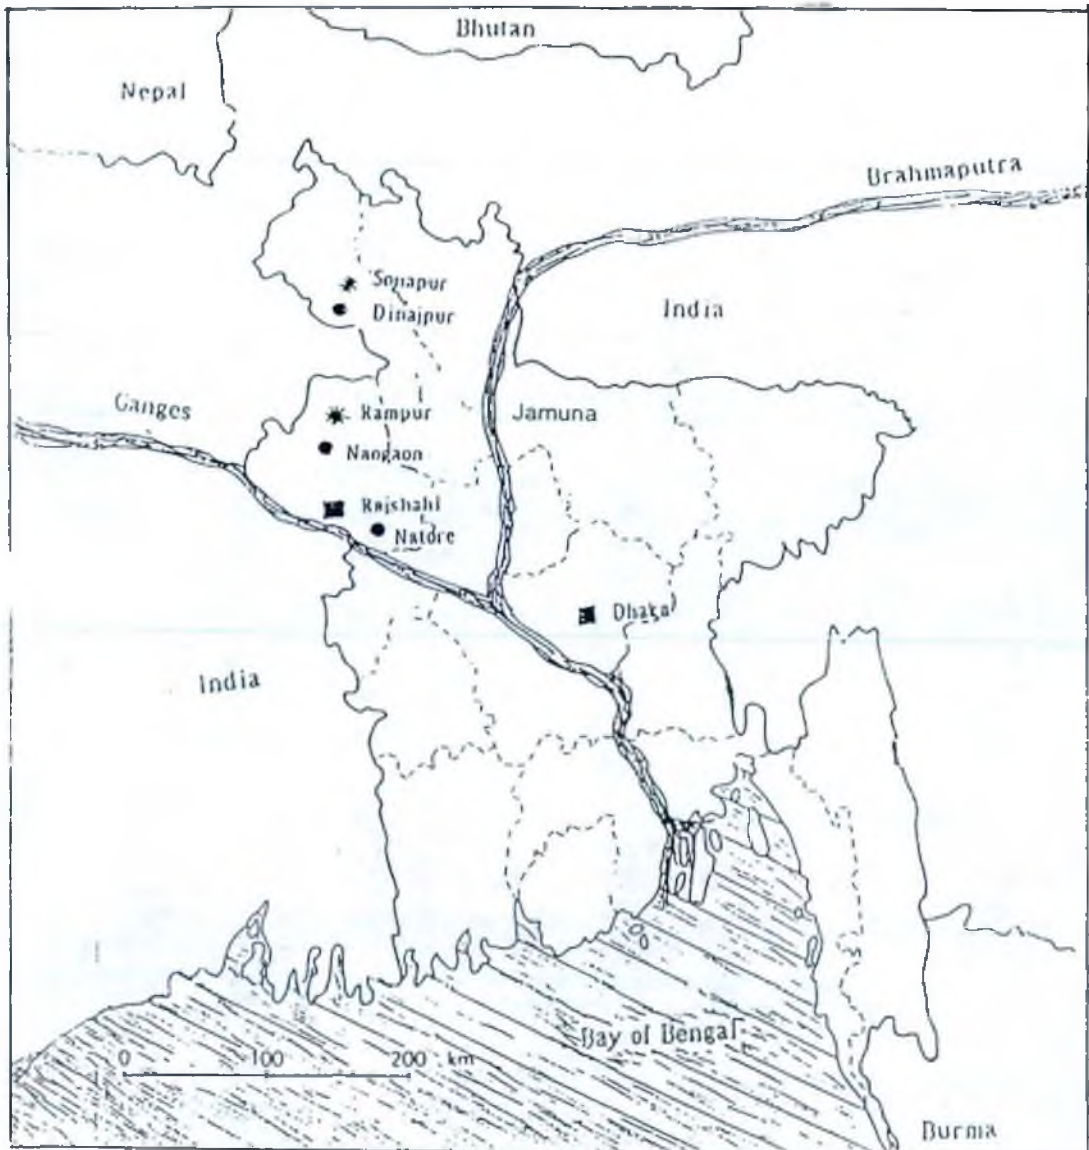 Bhutan
Nepal
Brahmaputra
Sonapur
Dinajpur
India
Ganges
Rampur
Jamuna
Naogaon
Rajshahi
Natore
Dhaka
India
Bay of Bengal
0 100 200 km
Burma